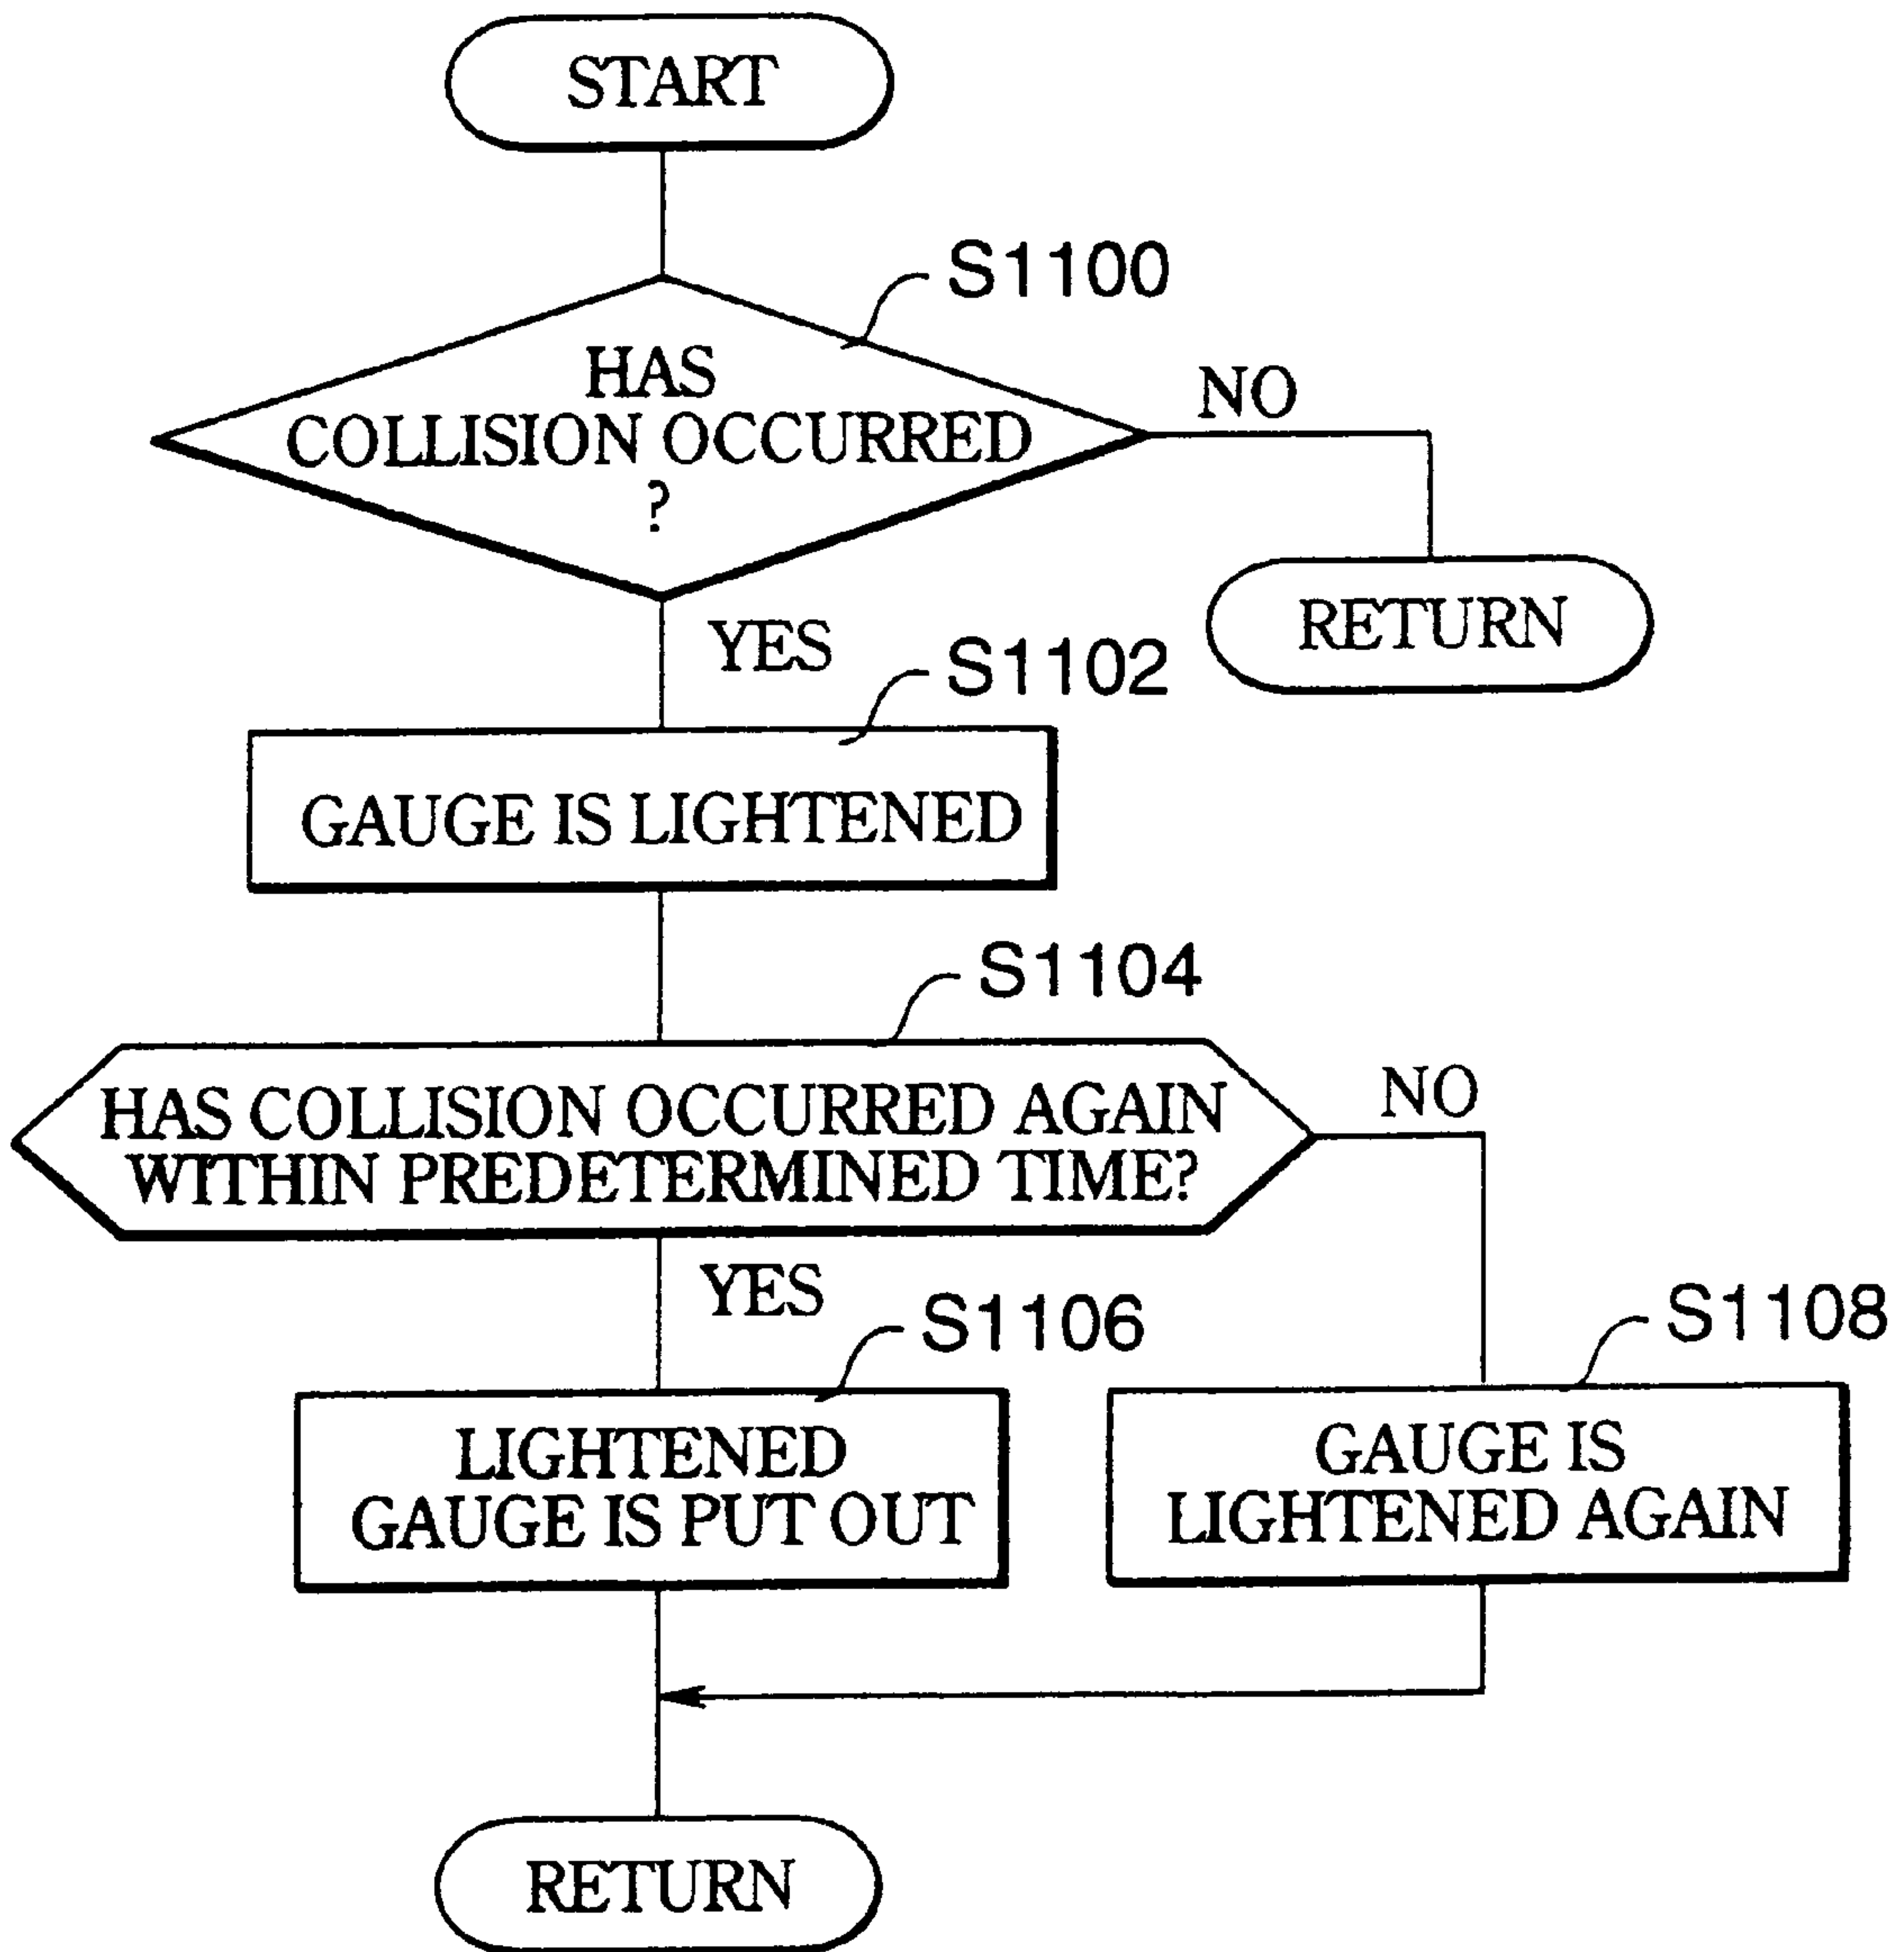 START
S1100
HAS
COLLISION OCCURRED
?
NO
RETURN
YES
S1102
GAUGE IS LIGHTENED
S1104
HAS COLLISION OCCURRED AGAIN
WITHIN PREDETERMINED TIME?
NO
YES
S1106
S1108
LIGHTENED
GAUGE IS PUT OUT
GAUGE IS
LIGHTENED AGAIN
RETURN